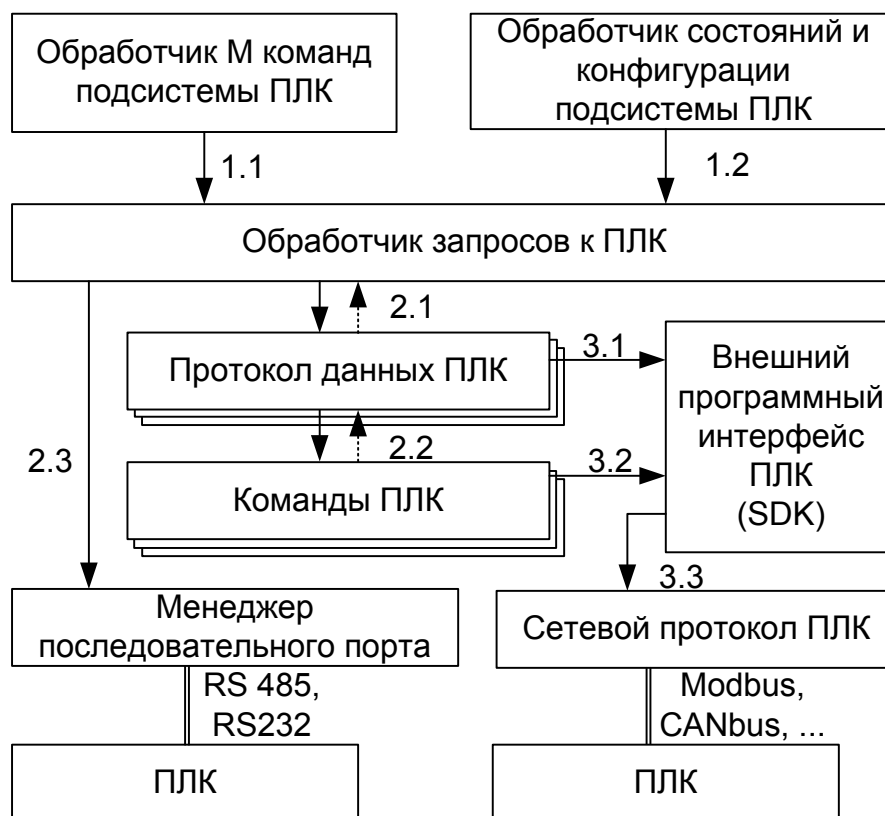 Обработчик М команд
подсистемы ПЛК
Обработчик состояний и
конфигурации
подсистемы ПЛК
1.1
1.2
Обработчик запросов к ПЛК
2.1
Протокол данных ПЛК
3.1
Внешний
программный
интерфейс
ПЛК
(SDK)
2.2
2.3
3.2
Команды ПЛК
3.3
Менеджер
последовательного порта
Сетевой протокол ПЛК
RS 485,
RS232
Modbus,
CANbus, ...
ПЛК
ПЛК